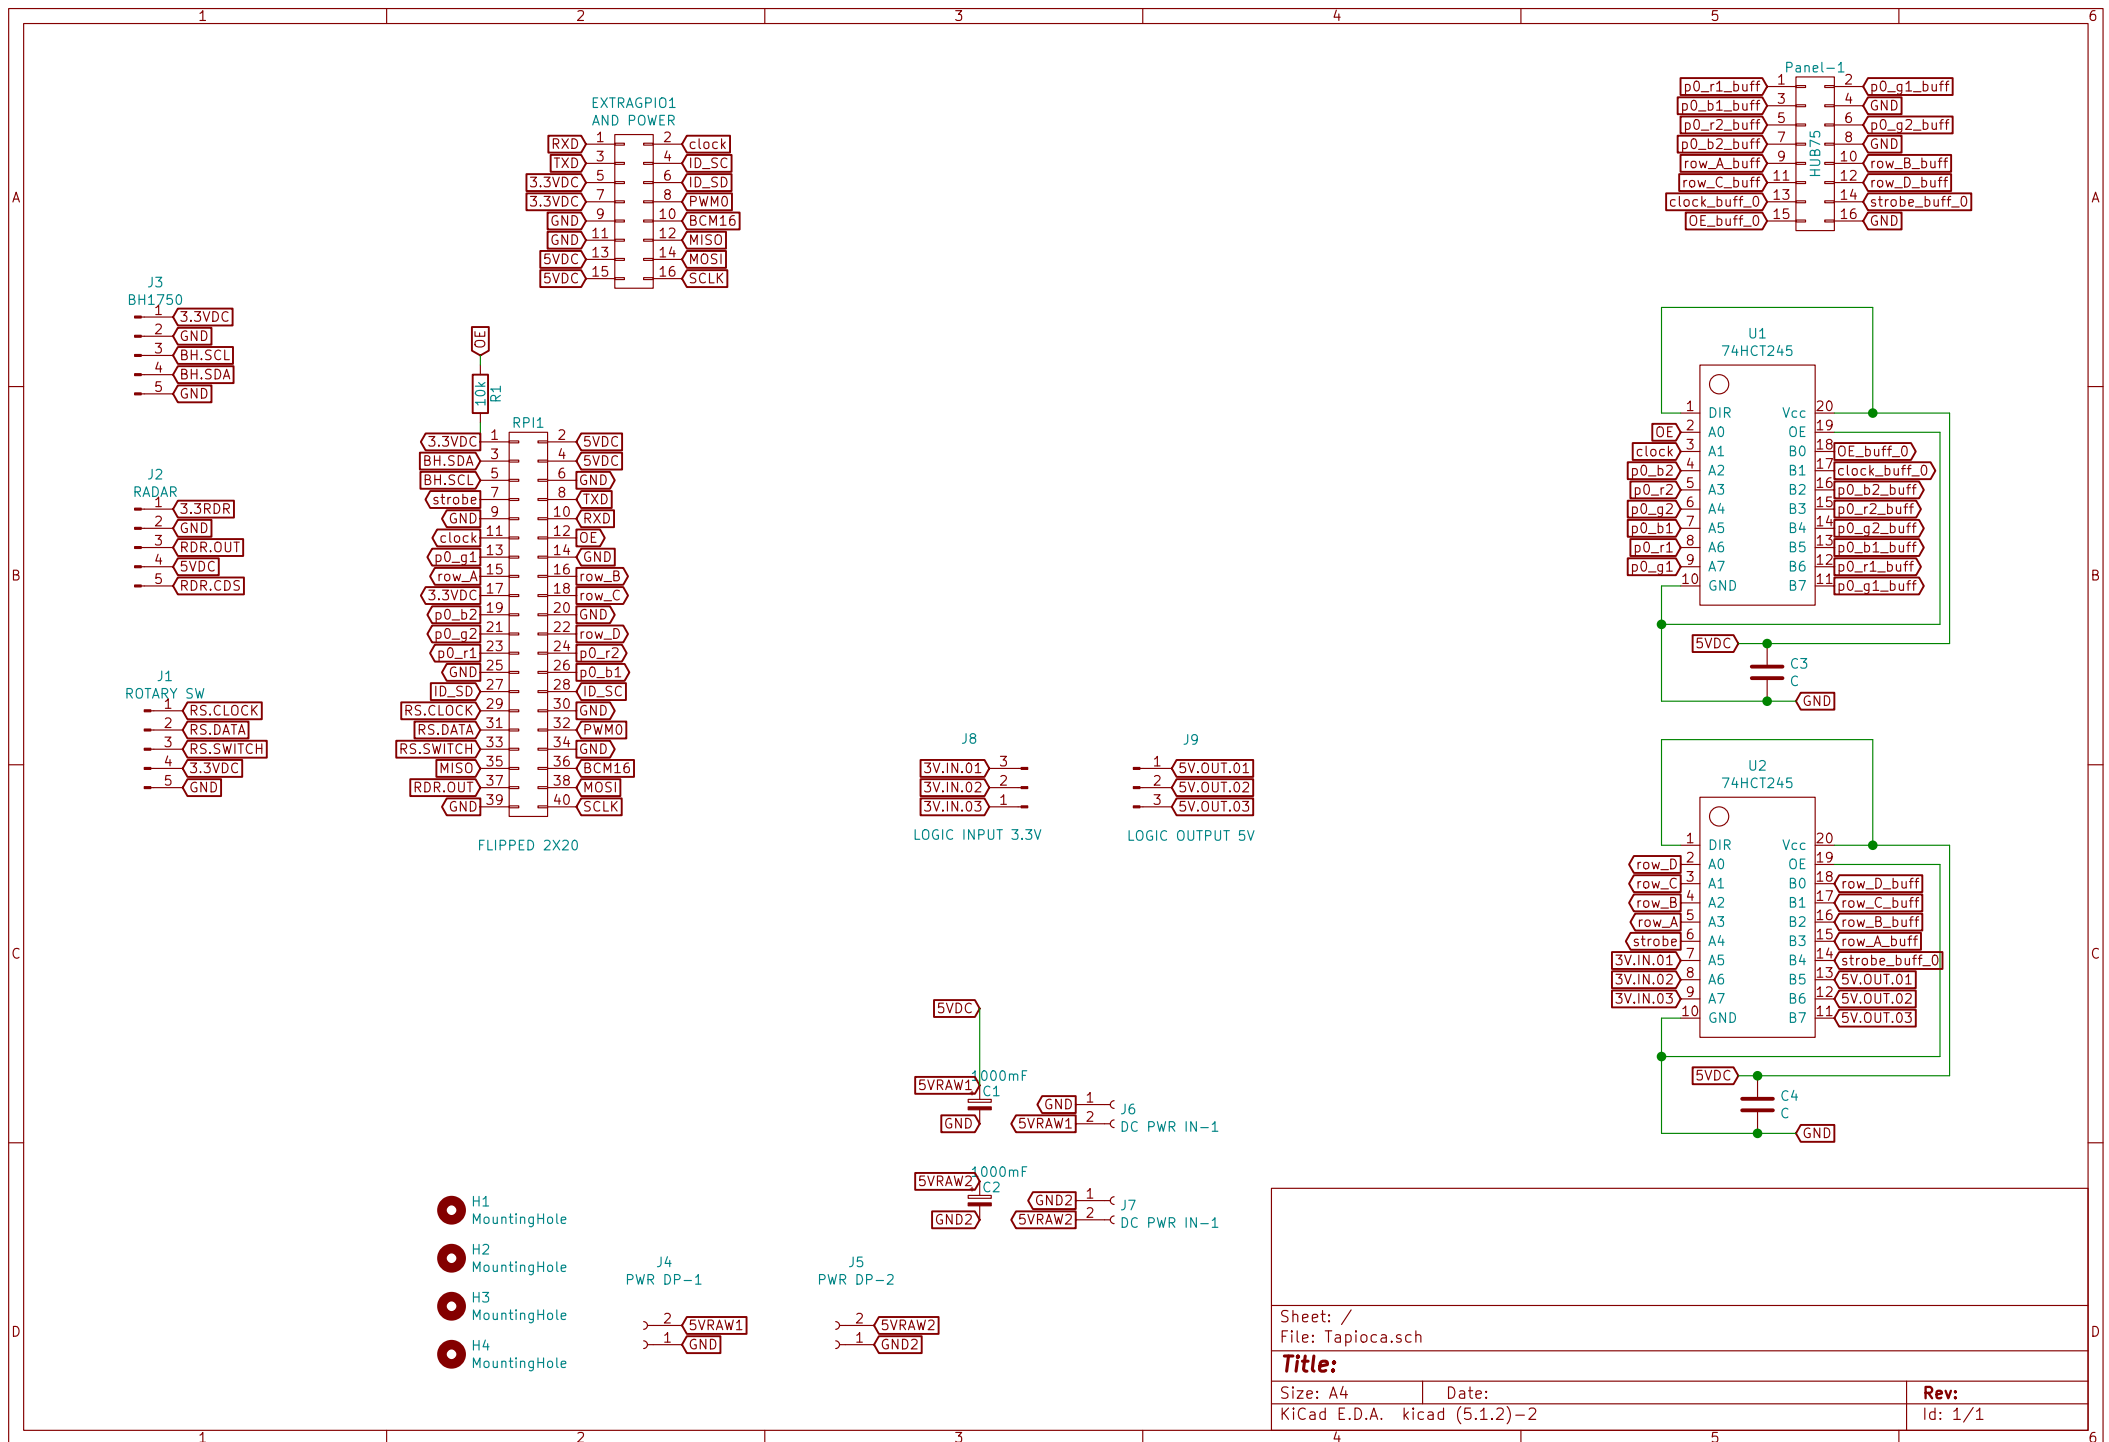 1 2 3 4 5 6
A
B
C
D
EXTRAGPIO1
AND POWER
RXD 1 2 clock
TXD 3 4 ID_SC
3.3VDC 5 6 ID_SD
3.3VDC 7 8 PWM0
GND 9 10 BCM16
GND 11 12 MISO
5VDC 13 14 MOSI
5VDC 15 16 SCLK
Panel-1
HUB75
p0_r1_buff 1 2 p0_g1_buff
p0_b1_buff 3 4 GND
p0_r2_buff 5 6 p0_g2_buff
p0_b2_buff 7 8 GND
row_A_buff 9 10 row_B_buff
row_C_buff 11 12 row_D_buff
clock_buff_0 13 14 strobe_buff_0
OE_buff_0 15 16 GND
J3
BH1750
1 3.3VDC
2 GND
3 BH.SCL
4 BH.SDA
5 GND
J2
RADAR
1 3.3RDR
2 GND
3 RDR.OUT
4 5VDC
5 RDR.CDS
J1
ROTARY SW
1 RS.CLOCK
2 RS.DATA
3 RS.SWITCH
4 3.3VDC
5 GND
OE
10k
R1
RPI1
3.3VDC 1 2 5VDC
BH.SDA 3 4 5VDC
BH.SCL 5 6 GND
strobe 7 8 TXD
GND 9 10 RXD
clock 11 12 OE
p0_g1 13 14 GND
row_A 15 16 row_B
3.3VDC 17 18 row_C
p0_b2 19 20 GND
p0_g2 21 22 row_D
p0_r1 23 24 p0_r2
GND 25 26 p0_b1
ID_SD 27 28 ID_SC
RS.CLOCK 29 30 GND
RS.DATA 31 32 PWM0
RS.SWITCH 33 34 GND
MISO 35 36 BCM16
RDR.OUT 37 38 MOSI
GND 39 40 SCLK
FLIPPED 2X20
J8
3V.IN.01 3
3V.IN.02 2
3V.IN.03 1
LOGIC INPUT 3.3V
J9
1 5V.OUT.01
2 5V.OUT.02
3 5V.OUT.03
LOGIC OUTPUT 5V
U1
74HCT245
1 DIR Vcc 20
OE 2 A0 OE 19
clock 3 A1 B0 18 OE_buff_0
p0_b2 4 A2 B1 17 clock_buff_0
p0_r2 5 A3 B2 16 p0_b2_buff
p0_g2 6 A4 B3 15 p0_r2_buff
p0_b1 7 A5 B4 14 p0_g2_buff
p0_r1 8 A6 B5 13 p0_b1_buff
p0_g1 9 A7 B6 12 p0_r1_buff
10 GND B7 11 p0_g1_buff
5VDC
C3
C
GND
U2
74HCT245
1 DIR Vcc 20
row_D 2 A0 OE 19
row_C 3 A1 B0 18 row_D_buff
row_B 4 A2 B1 17 row_C_buff
row_A 5 A3 B2 16 row_B_buff
strobe 6 A4 B3 15 row_A_buff
3V.IN.01 7 A5 B4 14 strobe_buff_0
3V.IN.02 8 A6 B5 13 5V.OUT.01
3V.IN.03 9 A7 B6 12 5V.OUT.02
10 GND B7 11 5V.OUT.03
5VDC
C4
C
GND
5VDC
1000mF
5VRAW1 C1
GND
GND 1 J6
5VRAW1 2 DC PWR IN-1
1000mF
5VRAW2 C2
GND2
GND2 1 J7
5VRAW2 2 DC PWR IN-1
H1
MountingHole
H2
MountingHole
H3
MountingHole
H4
MountingHole
J4
PWR DP-1
2 5VRAW1
1 GND
J5
PWR DP-2
2 5VRAW2
1 GND2
Sheet: /
File: Tapioca.sch
Title:
Size: A4 Date: Rev:
KiCad E.D.A. kicad (5.1.2)-2 Id: 1/1
A
B
C
D
1 2 3 4 5 6